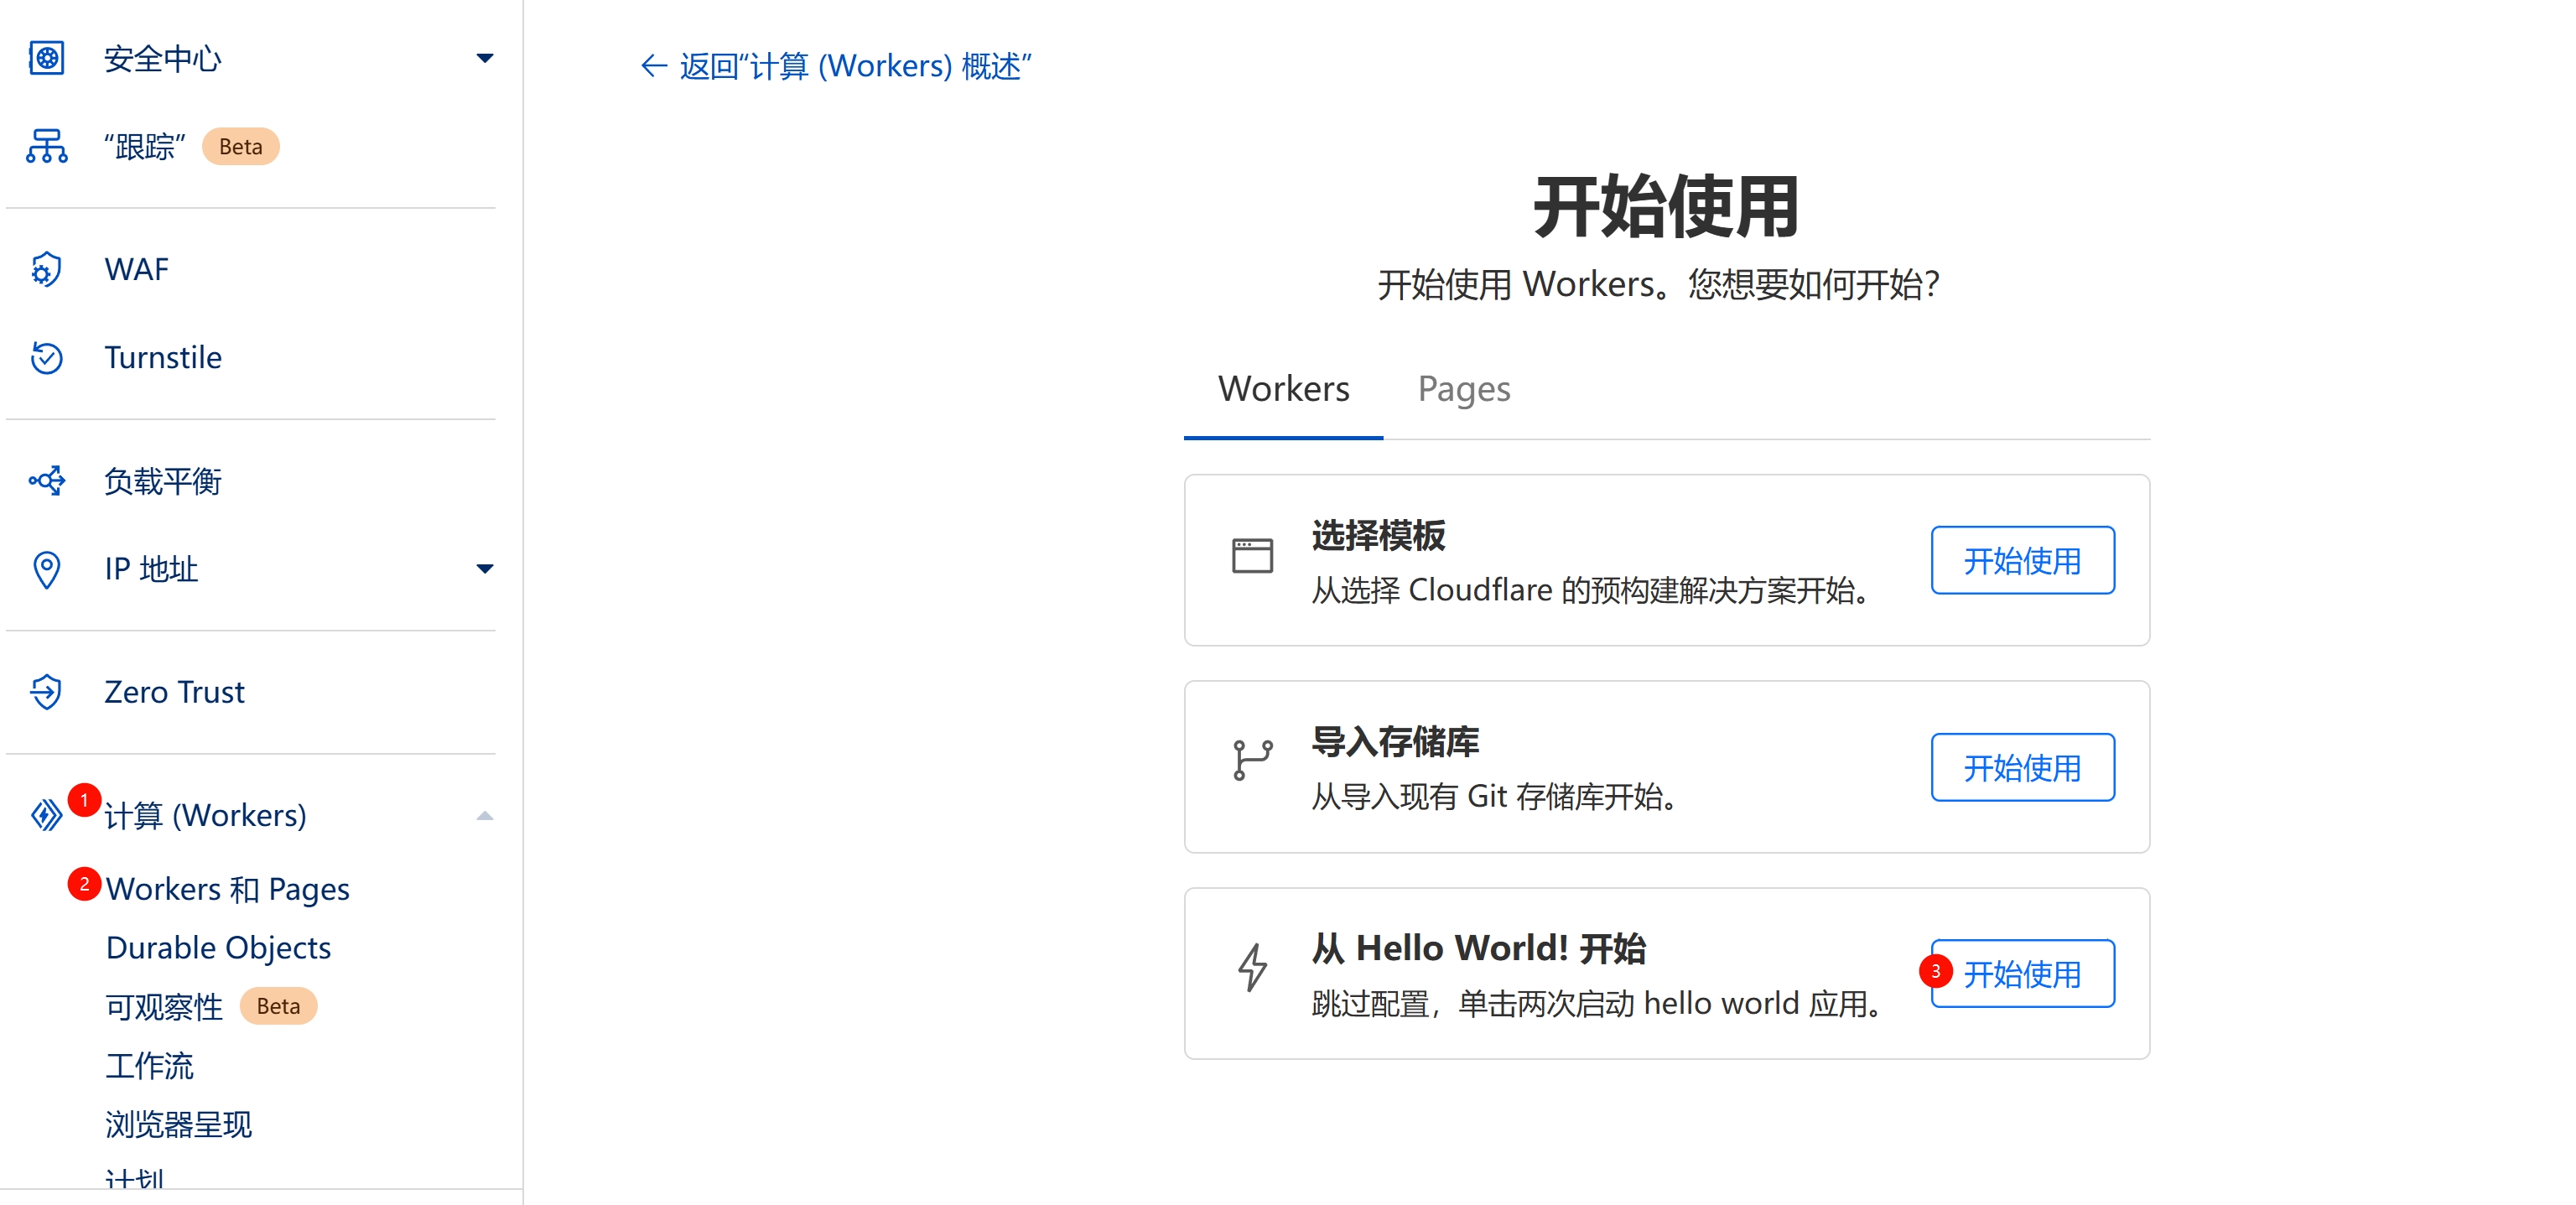 安全中心
“跟踪” Beta
WAF
Turnstile
负载平衡
IP 地址
Zero Trust
1 计算 (Workers)
2 Workers 和 Pages
Durable Objects
可观察性 Beta
工作流
浏览器呈现
计划
← 返回“计算 (Workers) 概述”
开始使用
开始使用 Workers。您想要如何开始？
Workers Pages
选择模板
从选择 Cloudflare 的预构建解决方案开始。
开始使用
导入存储库
从导入现有 Git 存储库开始。
开始使用
从 Hello World! 开始
跳过配置，单击两次启动 hello world 应用。
3 开始使用